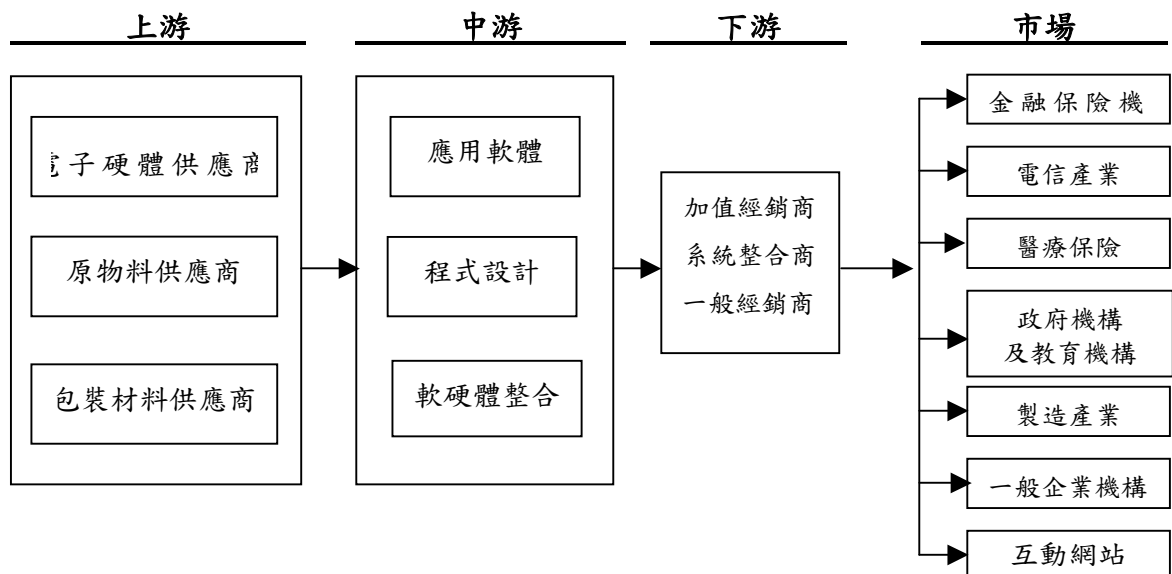 上游
中游
下游
市場
電子硬體供應商
原物料供應商
包裝材料供應商
應用軟體
程式設計
軟硬體整合
加值經銷商
系統整合商
一般經銷商
金融保險機
電信產業
醫療保險
政府機構
及教育機構
製造產業
一般企業機構
互動網站